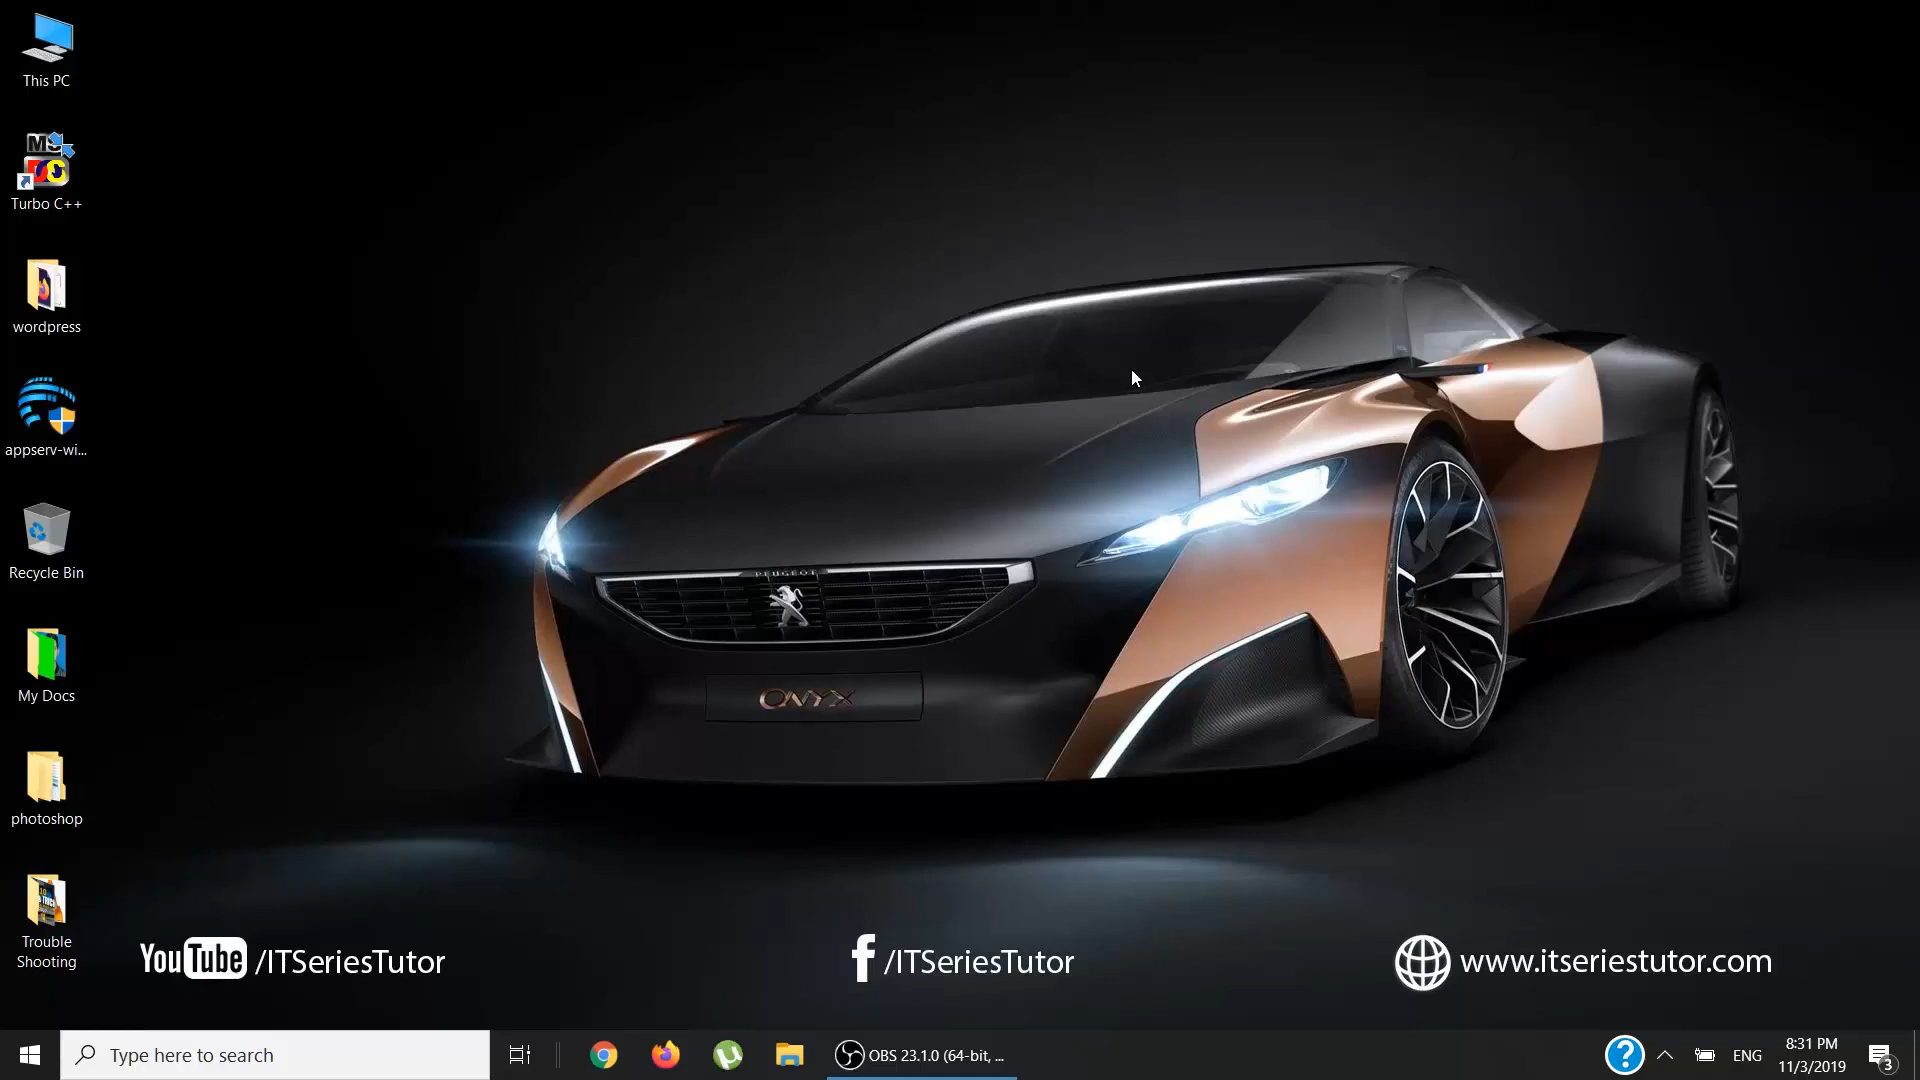 This PC
Turbo C++
wordpress
appserv-wi...
Recycle Bin
My Docs
photoshop
Trouble
Shooting
PEUGEOT
ONYX
YouTube /ITSeriesTutor
f /ITSeriesTutor
www.itseriestutor.com
Type here to search
OBS 23.1.0 (64-bit, ...
ENG
8:31 PM
11/3/2019
3